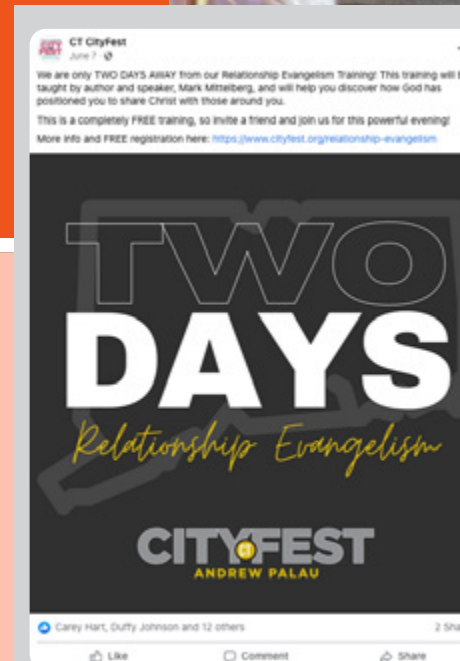 CT CityFest
June 7 ·
We are only TWO DAYS AWAY from our Relationship Evangelism Training! This training will
taught by author and speaker, Mark Mittelberg, and will help you discover how God has
positioned you to share Christ with those around you.
This is a completely FREE training, so invite a friend and join us for this powerful evening!
More info and FREE registration here: https://www.cityfest.org/relationship-evangelism
TWO
DAYS
Relationship Evangelism
CITYFEST
ANDREW PALAU
Carey Hart, Duffy Johnson and 12 others
2 Sha
Like
Comment
Share